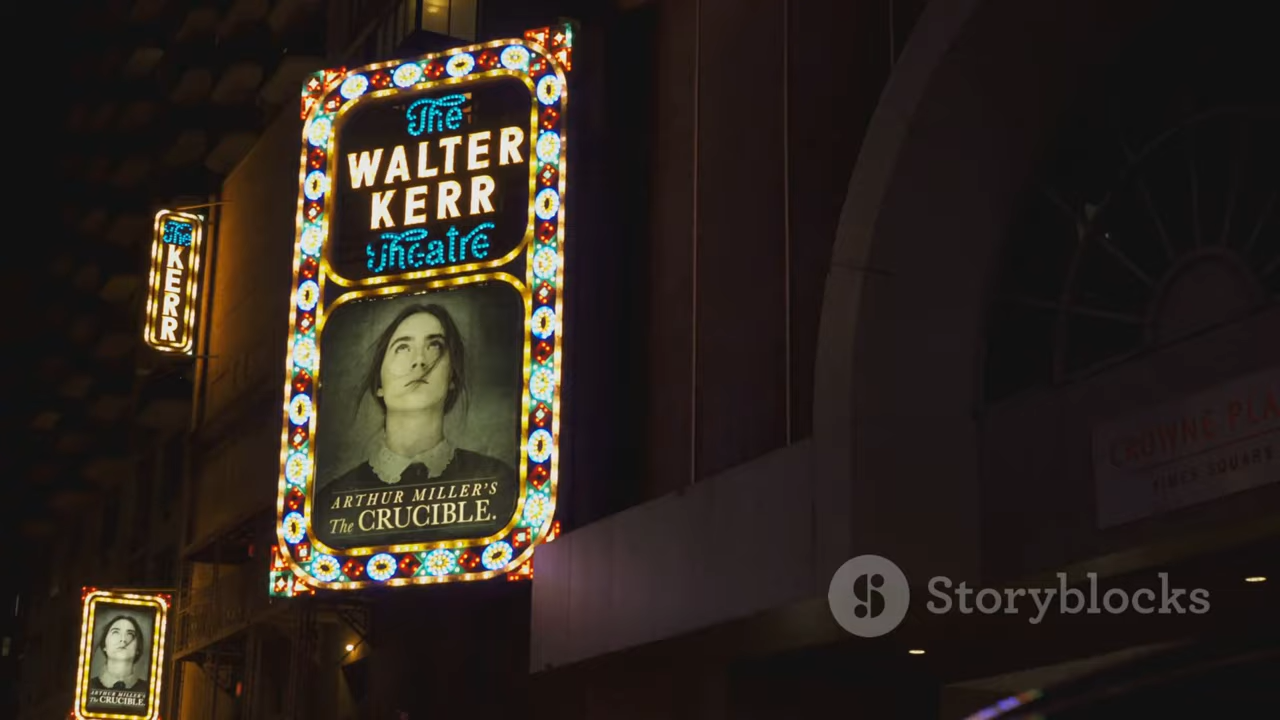 The
WALTER
KERR
Theatre
ARTHUR MILLER'S
The CRUCIBLE.
The
KERR
ARTHUR MILLER'S
The CRUCIBLE.
CROWNE PLA
TIMES SQUARE
Storyblocks